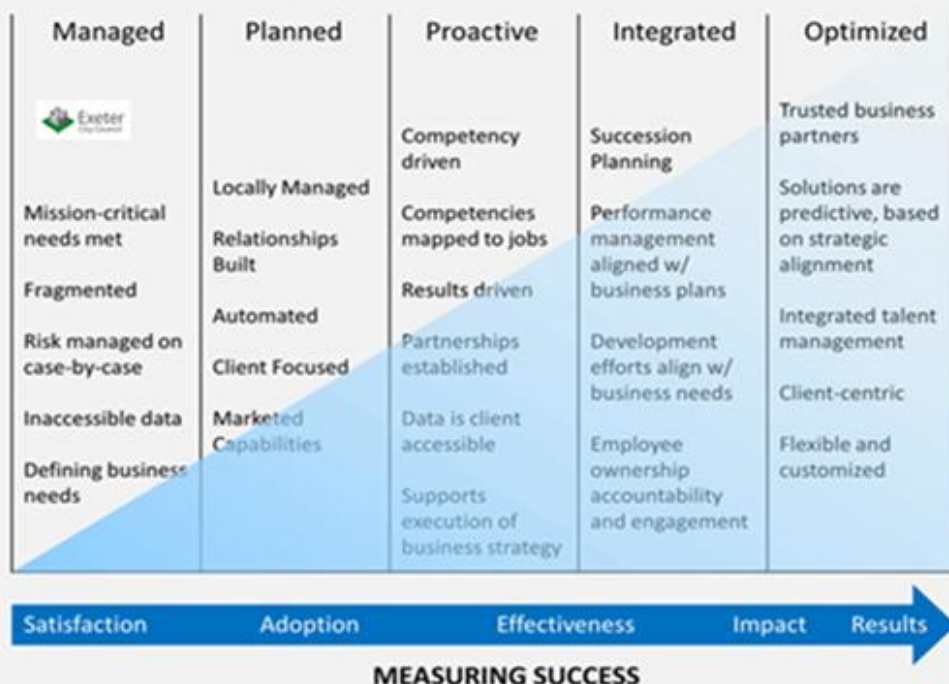 Managed
Planned
Proactive
Integrated
Optimized
Exeter
City Council
Mission-critical
needs met
Fragmented
Risk managed on
case-by-case
Inaccessible data
Defining business
needs
Locally Managed
Relationships
Built
Automated
Client Focused
Marketed
Capabilities
Competency
driven
Competencies
mapped to jobs
Results driven
Partnerships
established
Data is client
accessible
Supports
execution of
business strategy
Succession
Planning
Performance
management
aligned w/
business plans
Development
efforts align w/
business needs
Employee
ownership
accountability
and engagement
Trusted business
partners
Solutions are
predictive, based
on strategic
alignment
Integrated talent
management
Client-centric
Flexible and
customized
Satisfaction
Adoption
Effectiveness
Impact
Results
MEASURING SUCCESS